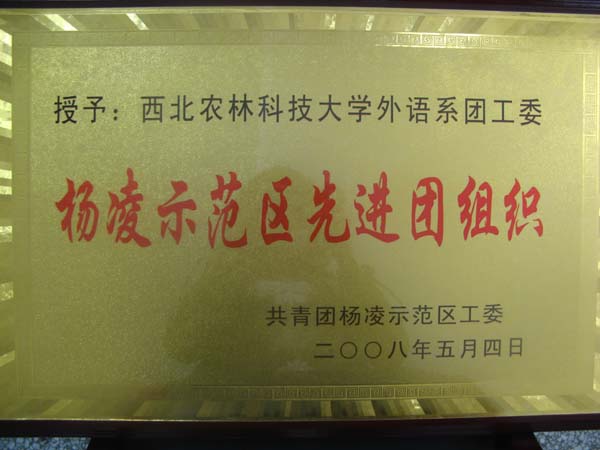 授予：西北农林科技大学外语系团工委
杨凌示范区先进团组织
共青团杨凌示范区工委
二〇〇八年五月四日